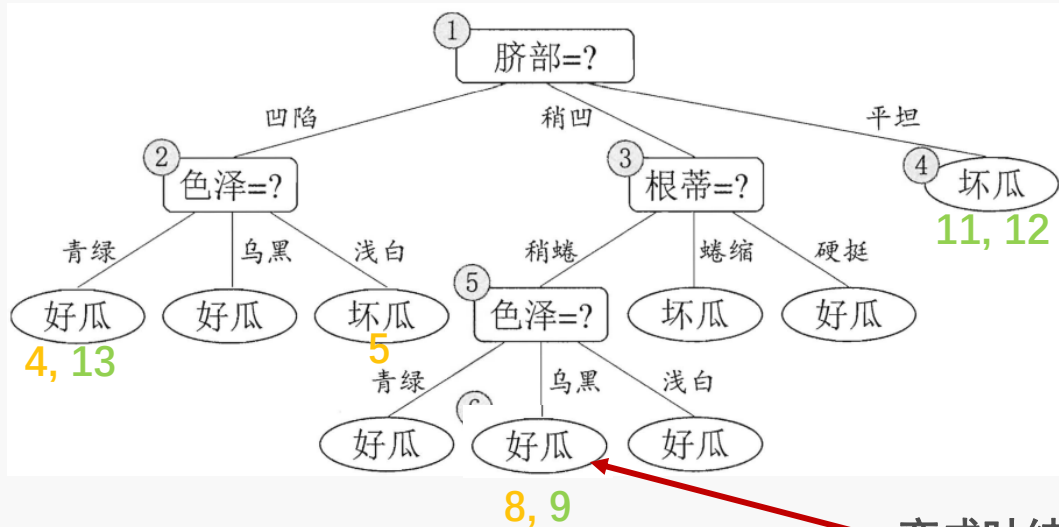 ① 脐部=?
凹陷 稍凹 平坦
② 色泽=? ③ 根蒂=? ④ 坏瓜
11, 12
青绿 乌黑 浅白 稍蜷 蜷缩 硬挺
好瓜 好瓜 坏瓜 ⑤ 色泽=? 坏瓜 好瓜
4, 13 5
青绿 乌黑 浅白
好瓜 好瓜 好瓜
8, 9